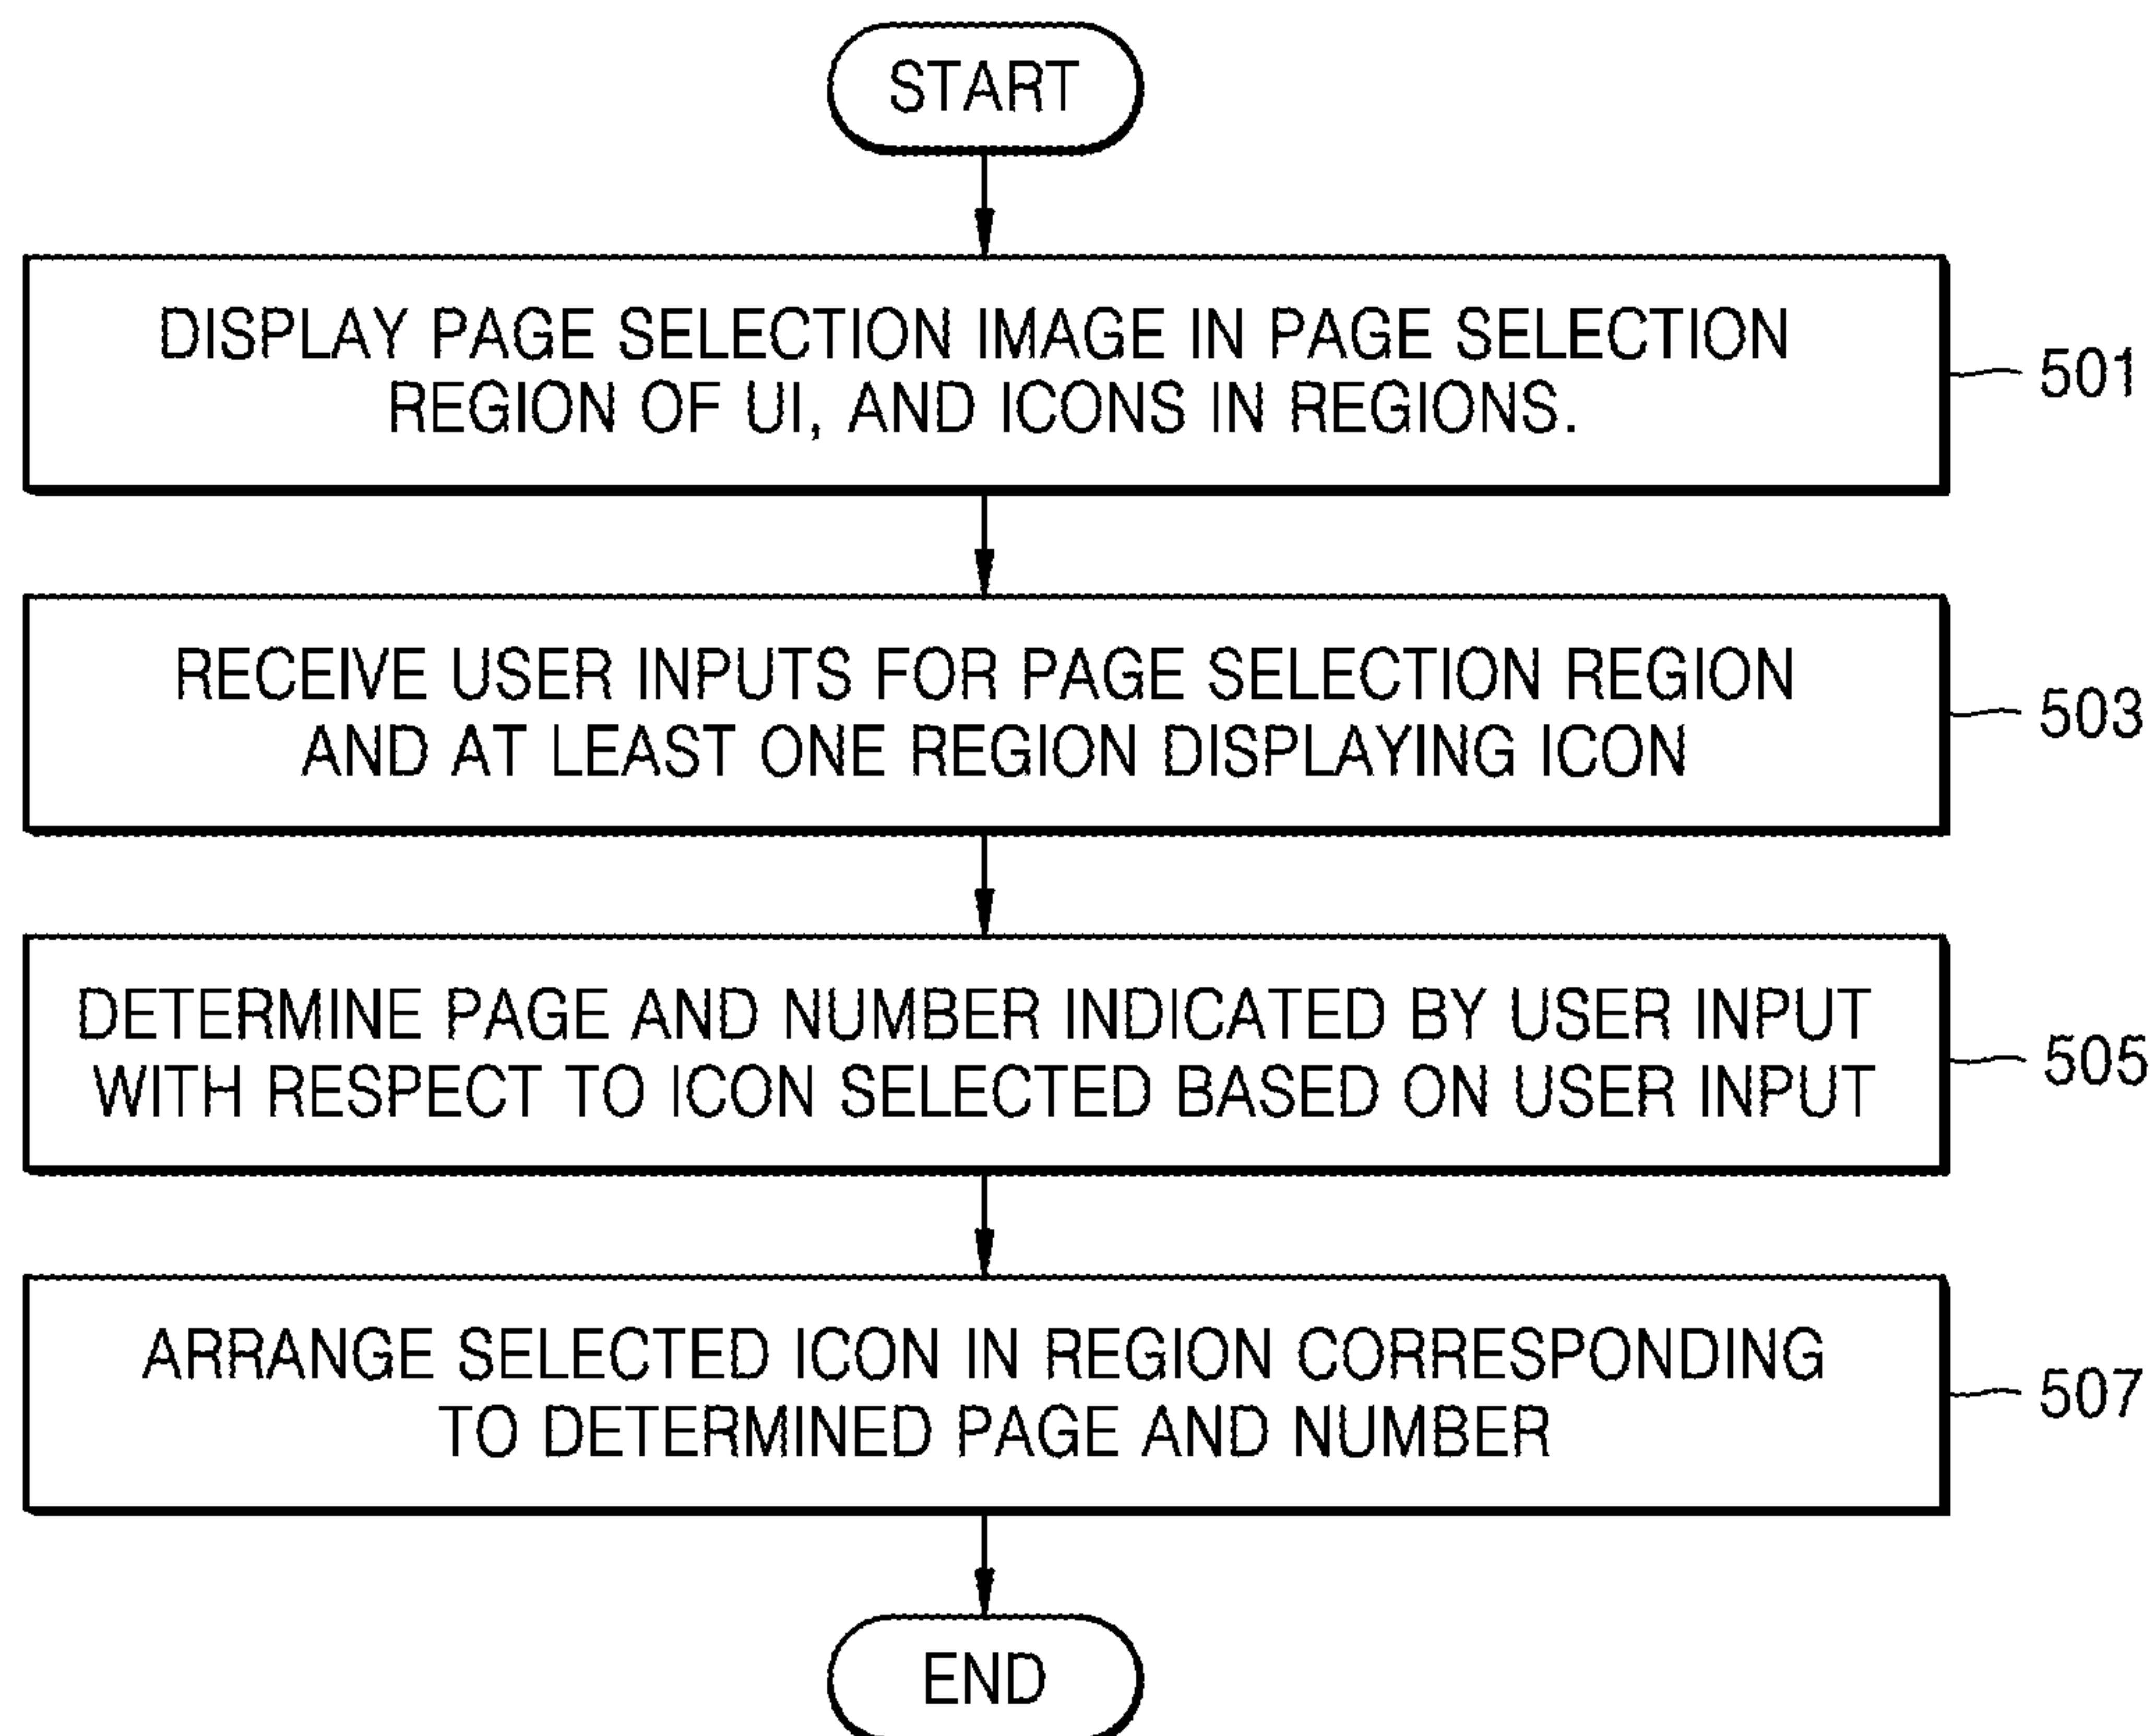 START
DISPLAY PAGE SELECTION IMAGE IN PAGE SELECTION
REGION OF UI, AND ICONS IN REGIONS.
501
RECEIVE USER INPUTS FOR PAGE SELECTION REGION
AND AT LEAST ONE REGION DISPLAYING ICON
503
DETERMINE PAGE AND NUMBER INDICATED BY USER INPUT
WITH RESPECT TO ICON SELECTED BASED ON USER INPUT
505
ARRANGE SELECTED ICON IN REGION CORRESPONDING
TO DETERMINED PAGE AND NUMBER
507
END